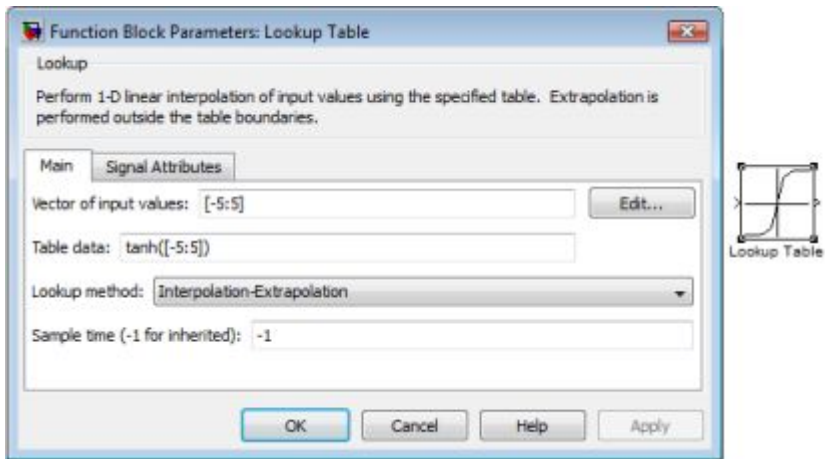 Function Block Parameters: Lookup Table
Lookup
Perform 1-D linear interpolation of input values using the specified table. Extrapolation is
performed outside the table boundaries.
Main Signal Attributes
Vector of input values: [-5:5] Edit...
Lookup Table
Table data: tanh([-5:5])
Lookup method: Interpolation-Extrapolation
Sample time (-1 for inherited): -1
OK Cancel Help Apply